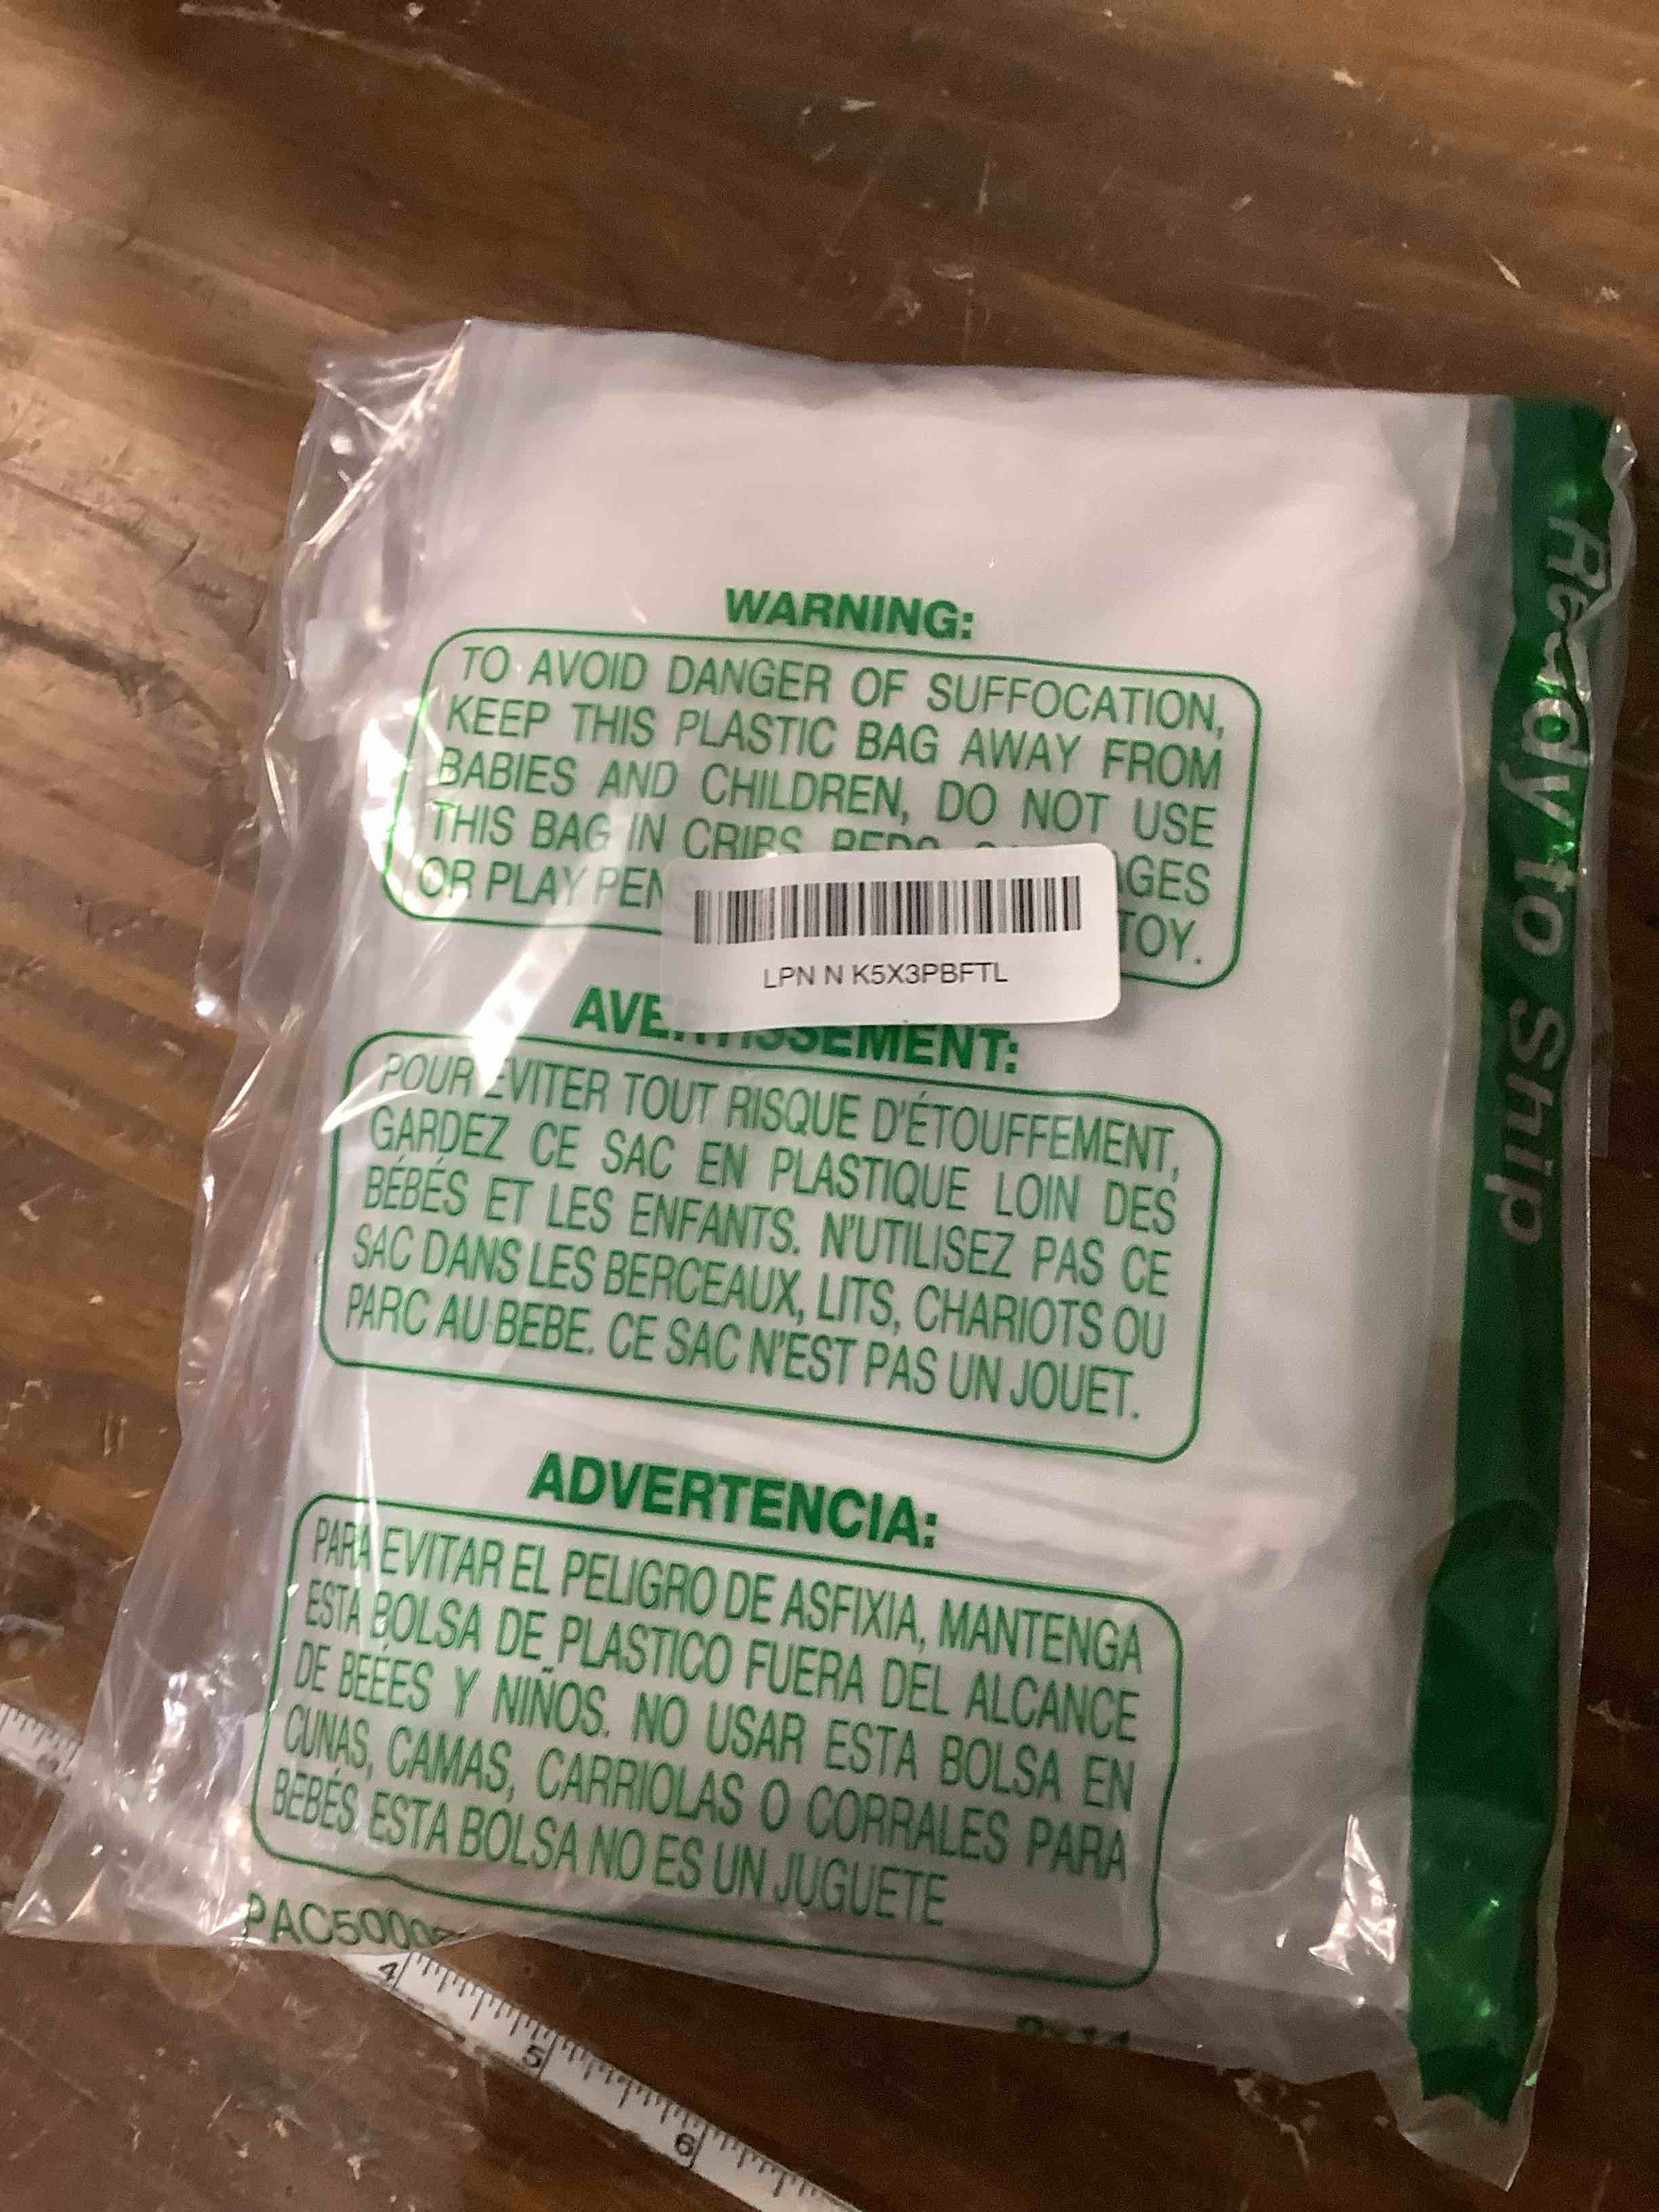 WARNING:
TO AVOID DANGER OF SUFFOCATION,
KEEP THIS PLASTIC BAG AWAY FROM
BABIES AND CHILDREN, DO NOT USE
THIS BAG IN CRIBS
OR PLAY PENS
TOY.
LPN N K5X3PBFTL
POUR EVITER TOUT RISQUE D'ÉTOUFFEMENT,
GARDEZ CE SAC EN PLASTIQUE LOIN DES
BÉBÉS ET LES ENFANTS. N'UTILISEZ PAS CE
SAC DANS LES BERCEAUX, LITS, CHARIOTS OU
PARC AU BEBE. CE SAC N'EST PAS UN JOUET.
ADVERTENCIA:
PARA EVITAR EL PELIGRO DE ASFIXIA, MANTENGA
ESTA BOLSA DE PLASTICO FUERA DEL ALCANCE
DE BEÉES Y NIÑOS. NO USAR ESTA BOLSA EN
CUNAS, CAMAS, CARRIOLAS O CORRALES PARA
BEBÉS ESTA BOLSA NO ES UN JUGUETE
Ready to Ship
4
5
6